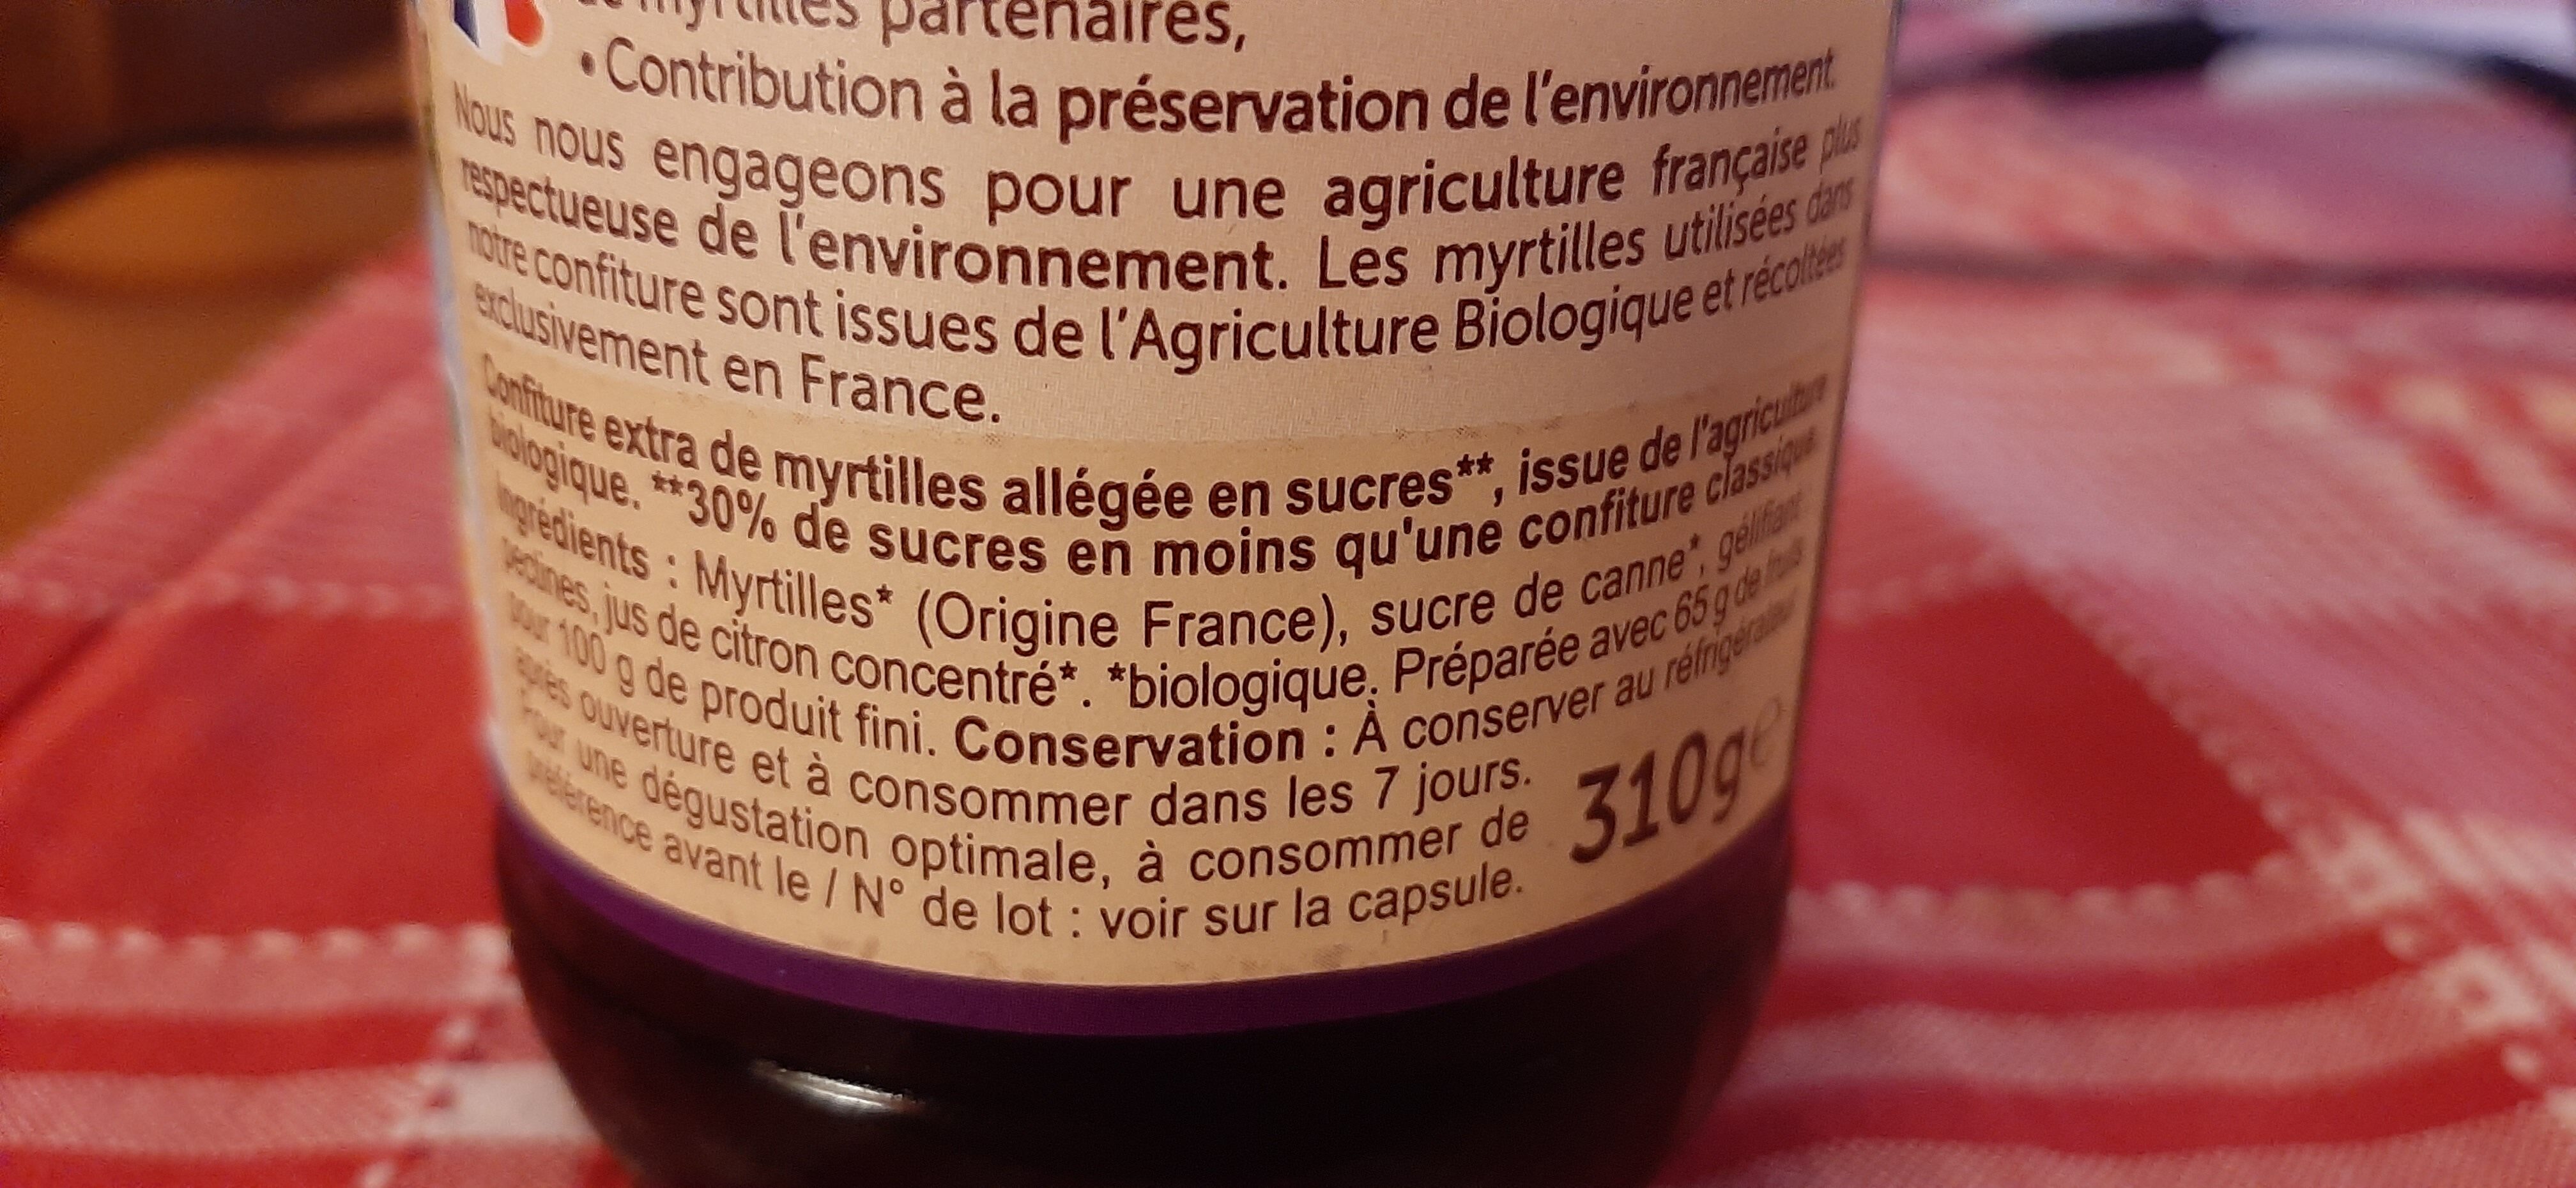 de myrtilles partenaires,
• Contribution à la préservation de l'environnement.
Nous nous engageons pour une agriculture française plus
respectueuse de l'environnement. Les myrtilles utilisées dans
notre confiture sont issues de l'Agriculture Biologique et récoltées
exclusivement en France.
Confiture extra de myrtilles allégée en sucres**, issue de l'agriculture
biologique. **30% de sucres en moins qu'une confiture classique.
Ingrédients : Myrtilles* (Origine France), sucre de canne*, gélifiant
pectines, jus de citron concentré*. *biologique. Préparée avec 65 g de fruits
pour 100 g de produit fini. Conservation : À conserver au réfrigérateur
après ouverture et à consommer dans les 7 jours.
Pour une dégustation optimale, à consommer de
préférence avant le / N° de lot : voir sur la capsule.
310g e